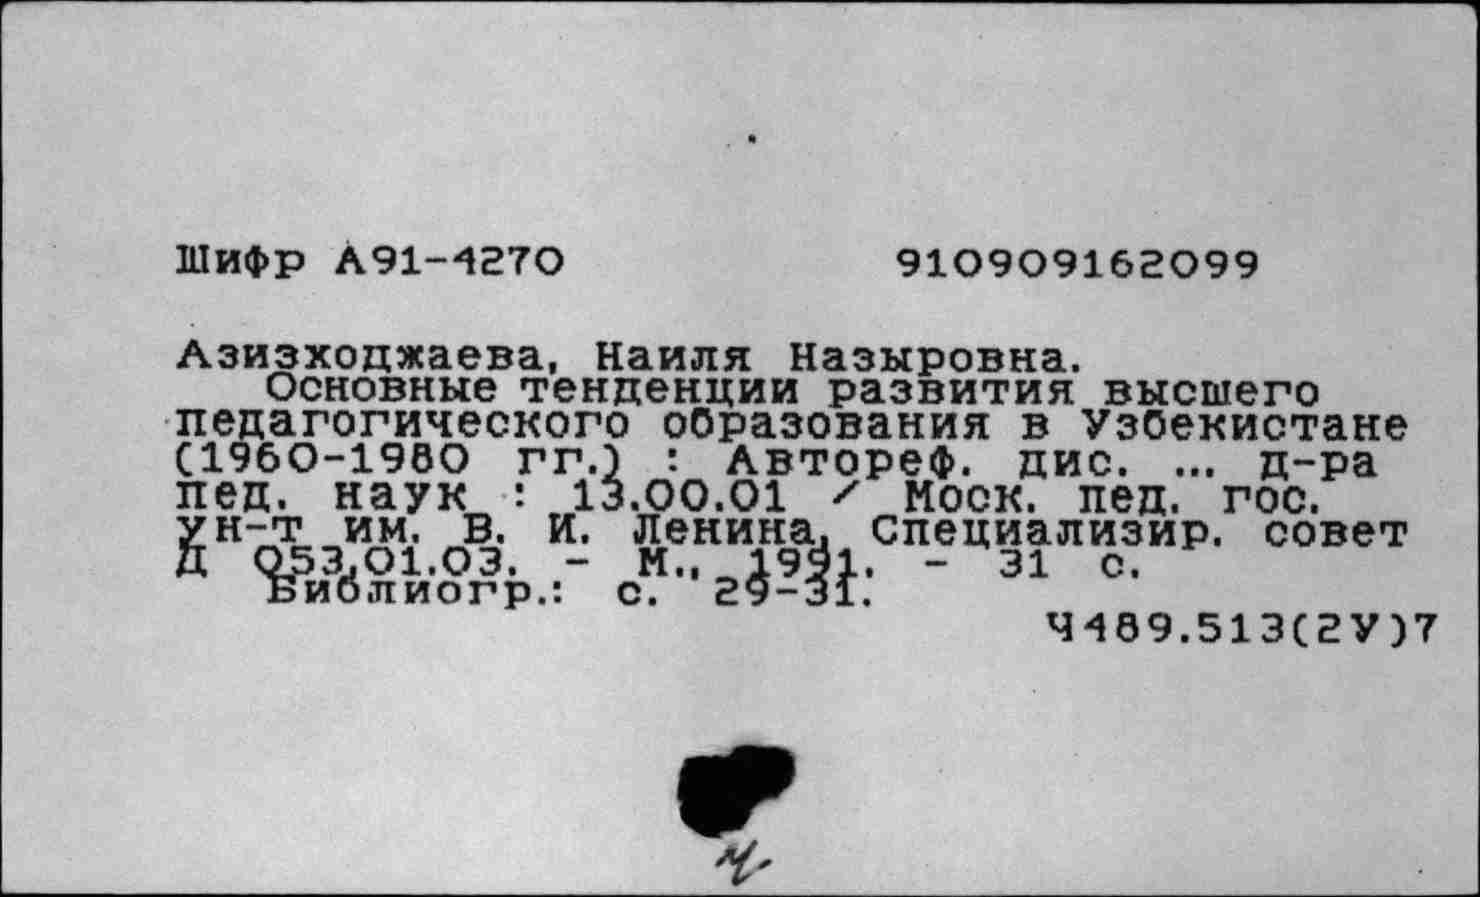 Шифр А91-4270 910909162099
Азизходжаева, Наиля Назыровна.
Основные тенденции развития высшего
педагогического образования в Узбекистане
(1960-1980 гг.) : Автореф. дис. ... д-ра
пед. наук : 13.00.01 / Моск. пед. гос.
ун-т им. В. И. Ленина, Специализир. совет
Д 053.01.03. - М., 1991. - 31 с.
Библиогр.: с. 29-31.
Ч489.513(2У)7